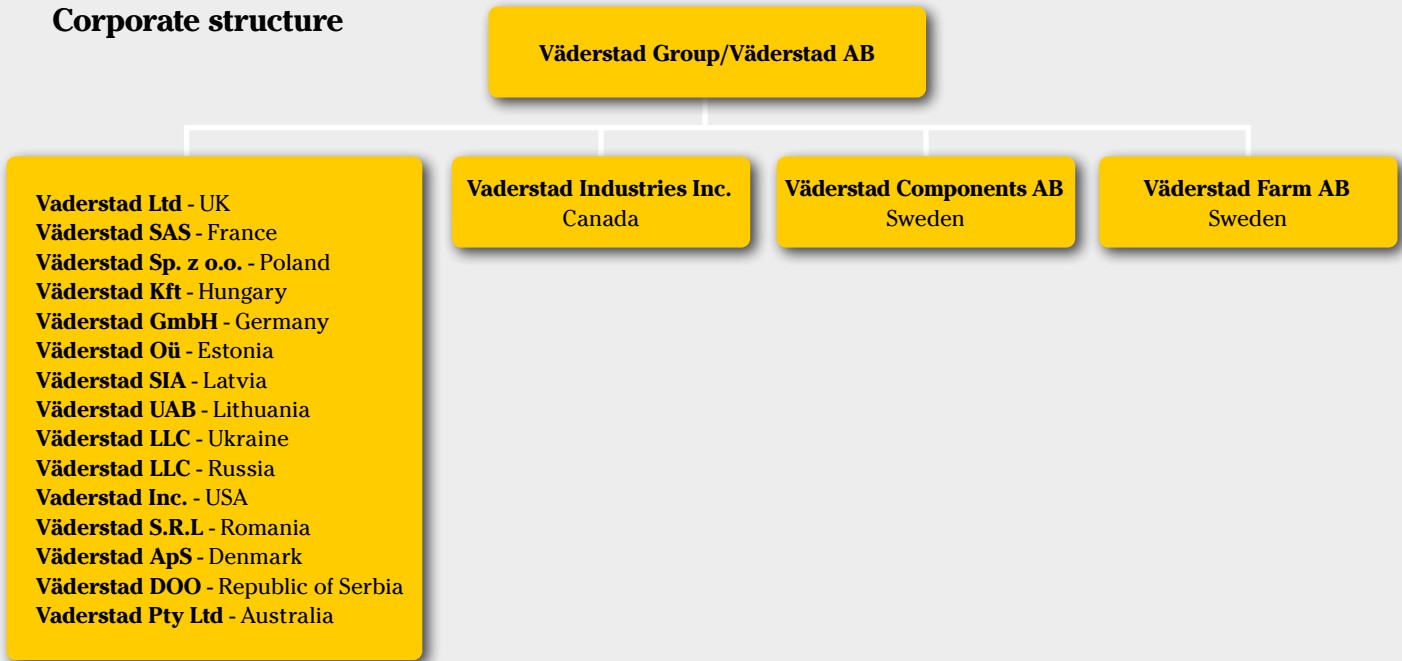 Corporate structure
Väderstad Group/Väderstad AB
Vaderstad Ltd - UK
Väderstad SAS - France
Väderstad Sp. z o.o. - Poland
Väderstad Kft - Hungary
Väderstad GmbH - Germany
Väderstad Oü - Estonia
Väderstad SIA - Latvia
Väderstad UAB - Lithuania
Väderstad LLC - Ukraine
Väderstad LLC - Russia
Vaderstad Inc. - USA
Väderstad S.R.L - Romania
Väderstad ApS - Denmark
Väderstad DOO - Republic of Serbia
Vaderstad Pty Ltd - Australia
Vaderstad Industries Inc.
Canada
Väderstad Components AB
Sweden
Väderstad Farm AB
Sweden